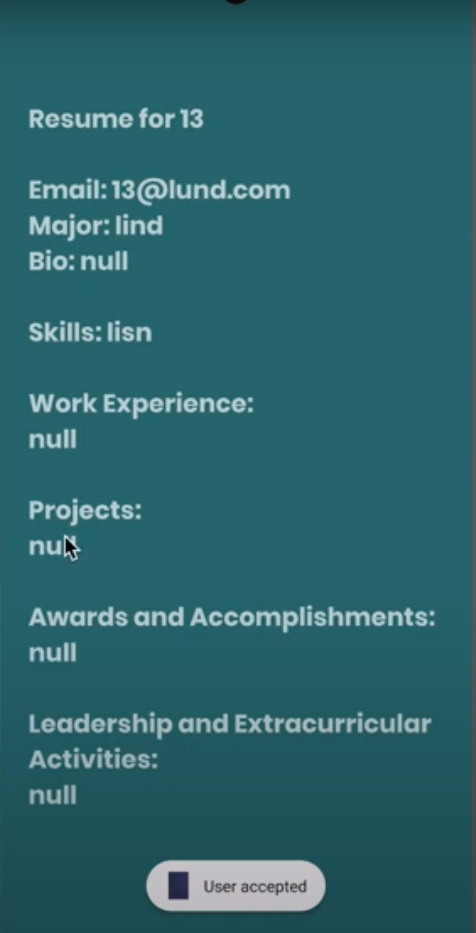 Resume for 13
Email: 13@lund.com
Major: lind
Bio: null
Skills: lisn
Work Experience:
null
Projects:
null
Awards and Accomplishments:
null
Leadership and Extracurricular
Activities:
null
User accepted